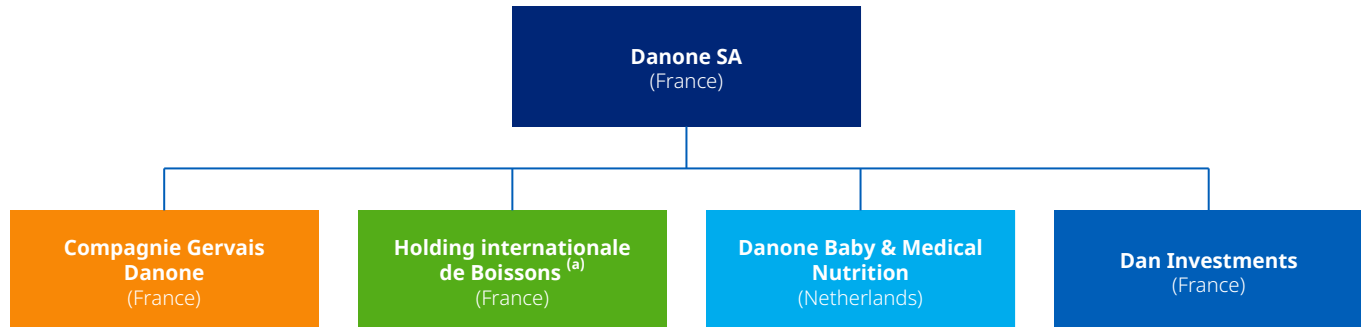 Danone SA
(France)
Compagnie Gervais
Danone
(France)
Holding internationale
de Boissons (a)
(France)
Danone Baby & Medical
Nutrition
(Netherlands)
Dan Investments
(France)